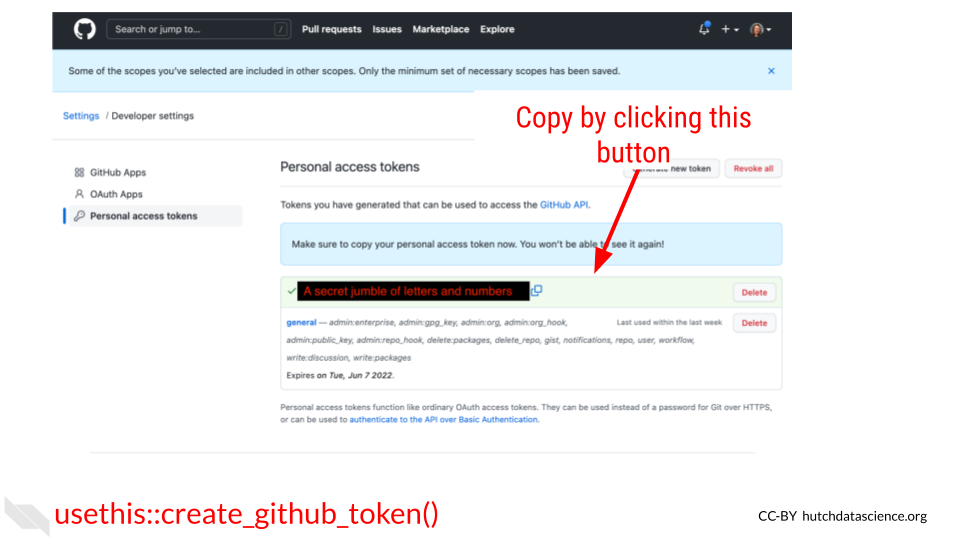 Search or jump to...
/
Pull requests Issues Marketplace Explore
Some of the scopes you've selected are included in other scopes. Only the minimum set of necessary scopes has been saved.
Copy by clicking this
button
Settings / Developer settings
GitHub Apps
OAuth Apps
Personal access tokens
Personal access tokens
new token
Revoke all
Tokens you have generated that can be used to access the GitHub API.
Make sure to copy your personal access token now. You won't be able to see it again!
A secret jumble of letters and numbers
Delete
general — admin:enterprise, admin:gpg_key, admin:org, admin:org_hook,
Last used within the last week
Delete
admin:public_key, admin:repo_hook, delete:packages, delete_repo, gist, notifications, repo, user, workflow,
write:discussion, write:packages
Expires on Tue, Jun 7 2022.
Personal access tokens function like ordinary OAuth access tokens. They can be used instead of a password for Git over HTTPS,
or can be used to authenticate to the API over Basic Authentication.
usethis::create_github_token()
CC-BY hutchdatascience.org